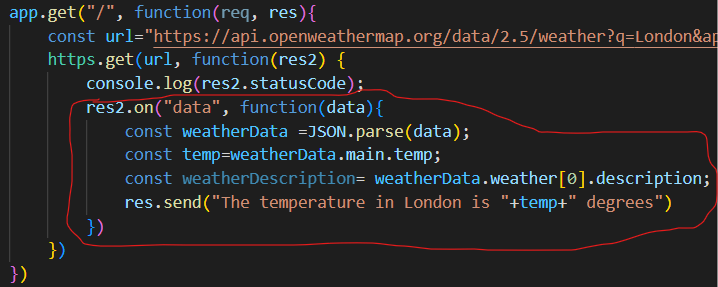 app.get("/", function(req, res){
const url="https://api.openweathermap.org/data/2.5/weather?q=London&ap
https.get(url, function(res2) {
console.log(res2.statusCode);
res2.on("data", function(data){
const weatherData =JSON.parse(data);
const temp=weatherData.main.temp;
const weatherDescription= weatherData.weather[0].description;
res.send("The temperature in London is "+temp+" degrees")
})
})
})